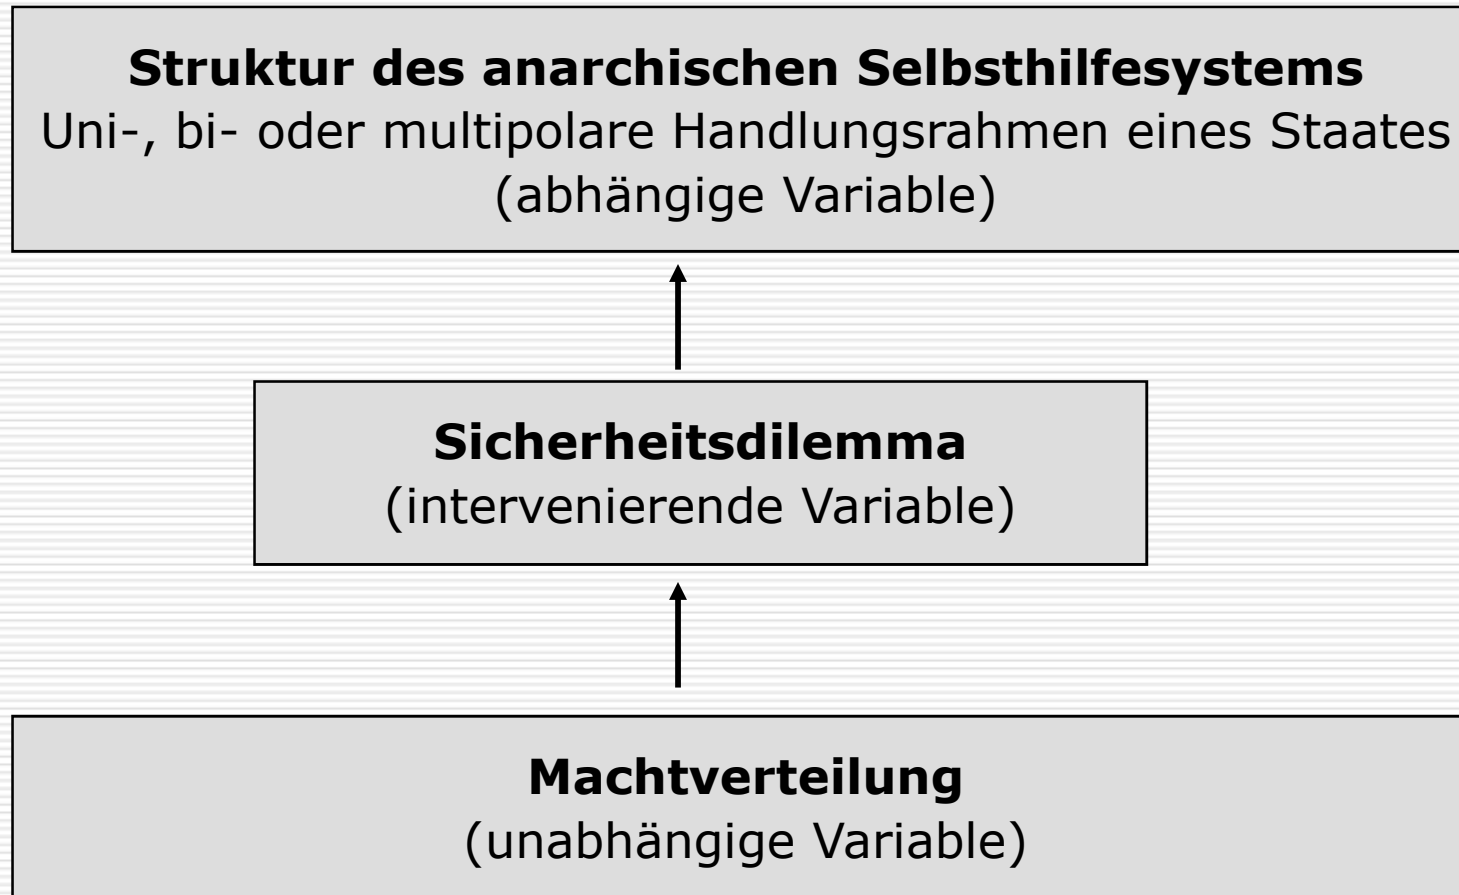 Struktur des anarchischen Selbsthilfesystems
Uni-, bi- oder multipolare Handlungsrahmen eines Staates
(abhängige Variable)
Sicherheitsdilemma
(intervenierende Variable)
Machtverteilung
(unabhängige Variable)